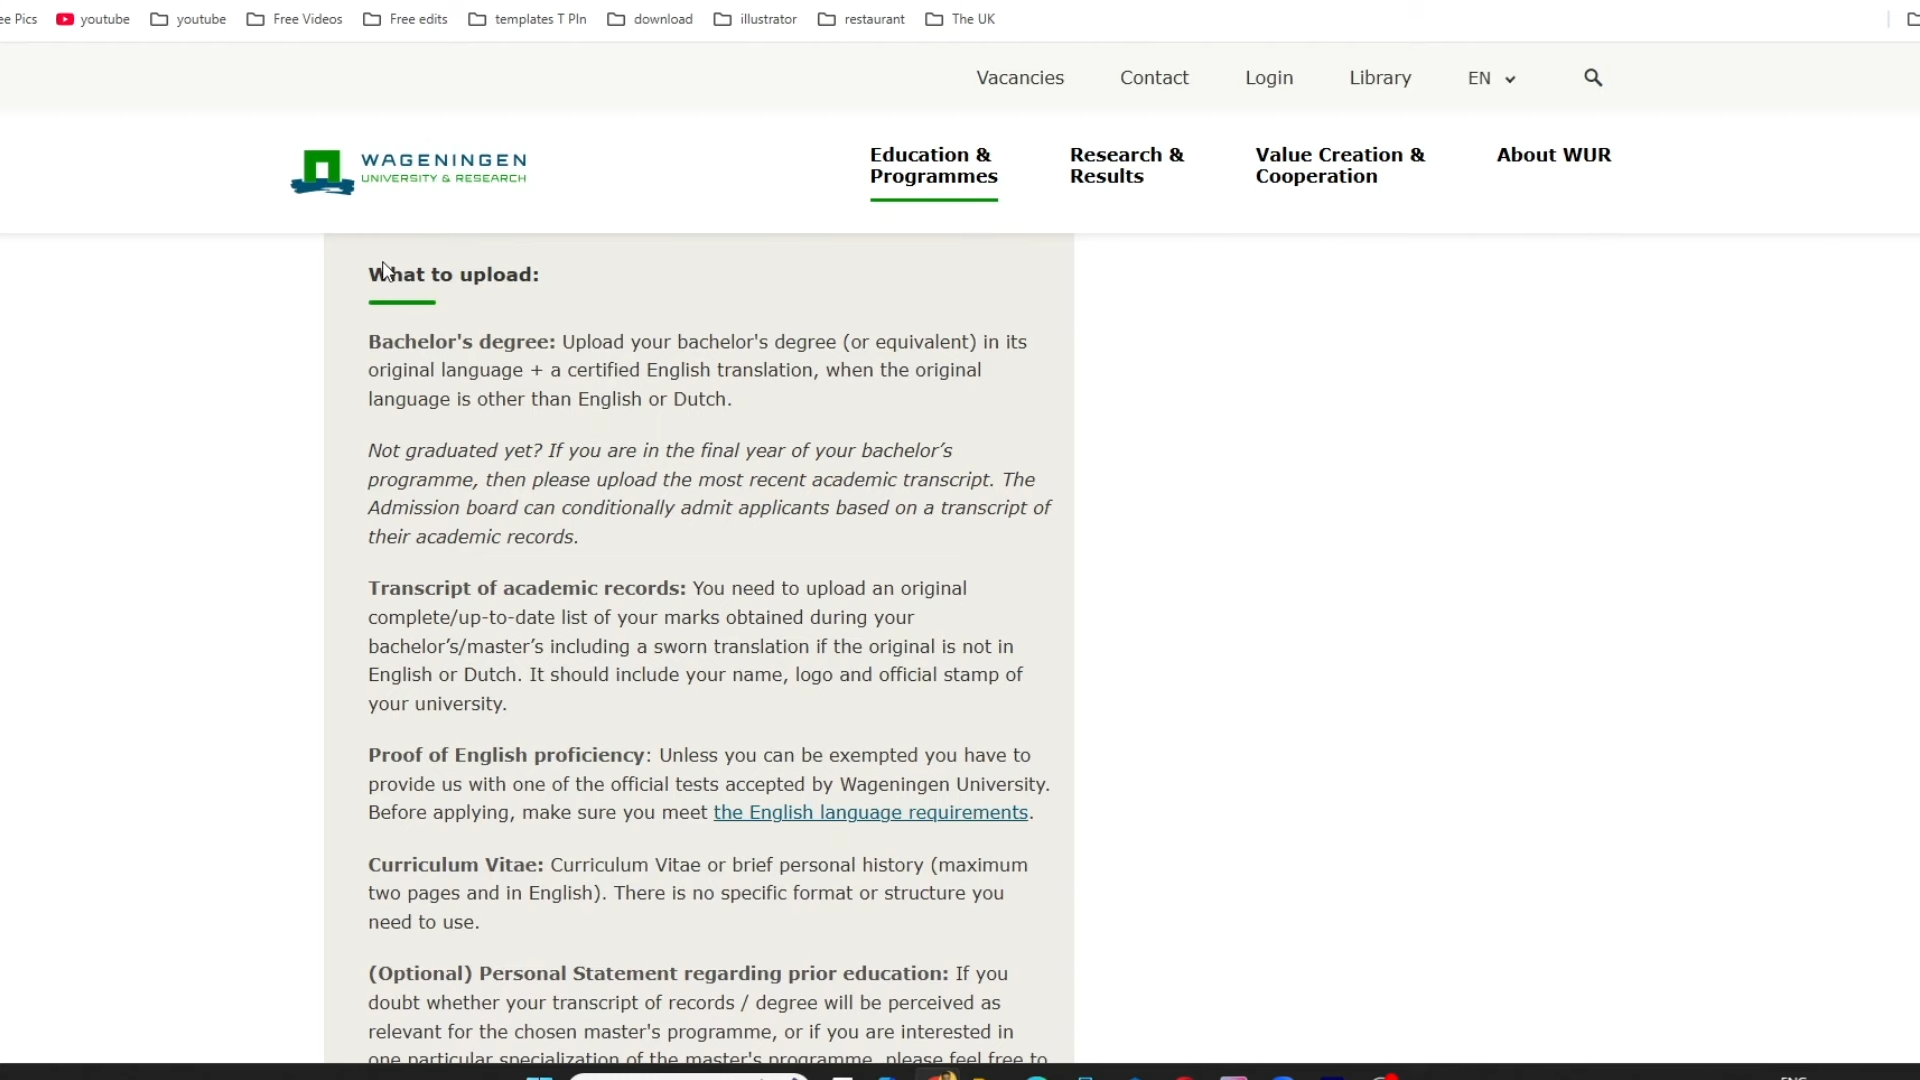 ee Pics youtube youtube Free Videos Free edits templates T Pln download illustrator restaurant The UK
Vacancies Contact Login Library EN
WAGENINGEN
UNIVERSITY & RESEARCH
Education &
Programmes
Research &
Results
Value Creation &
Cooperation
About WUR
What to upload:
Bachelor's degree: Upload your bachelor's degree (or equivalent) in its
original language + a certified English translation, when the original
language is other than English or Dutch.
Not graduated yet? If you are in the final year of your bachelor’s
programme, then please upload the most recent academic transcript. The
Admission board can conditionally admit applicants based on a transcript of
their academic records.
Transcript of academic records: You need to upload an original
complete/up-to-date list of your marks obtained during your
bachelor’s/master’s including a sworn translation if the original is not in
English or Dutch. It should include your name, logo and official stamp of
your university.
Proof of English proficiency: Unless you can be exempted you have to
provide us with one of the official tests accepted by Wageningen University.
Before applying, make sure you meet the English language requirements.
Curriculum Vitae: Curriculum Vitae or brief personal history (maximum
two pages and in English). There is no specific format or structure you
need to use.
(Optional) Personal Statement regarding prior education: If you
doubt whether your transcript of records / degree will be perceived as
relevant for the chosen master's programme, or if you are interested in
one particular specialization of the master's programme, please feel free to
ENG